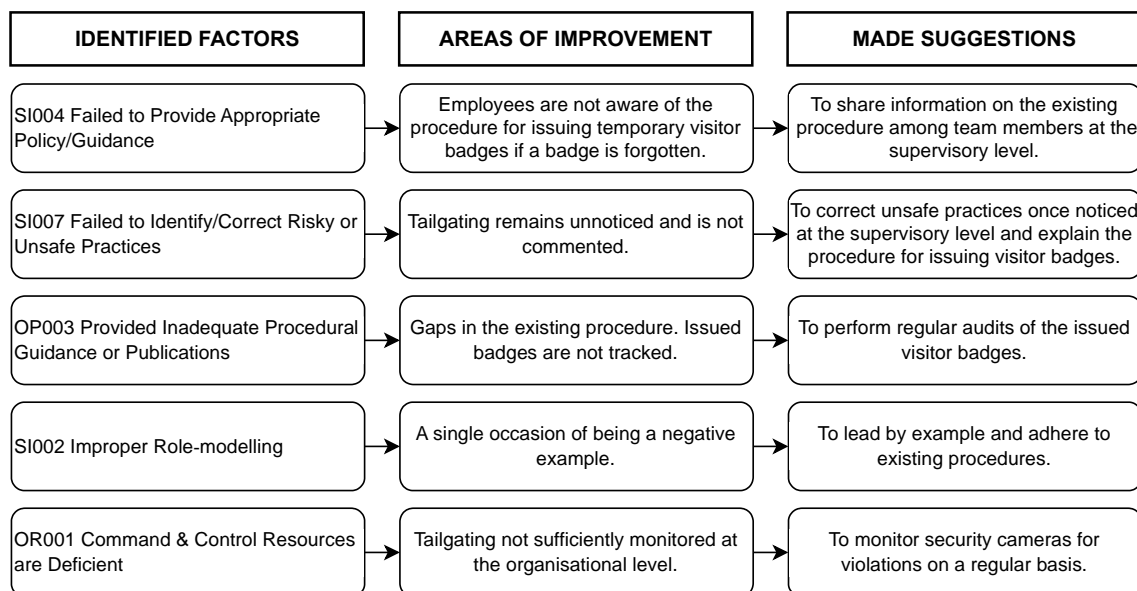 IDENTIFIED FACTORS
AREAS OF IMPROVEMENT
MADE SUGGESTIONS
SI004 Failed to Provide Appropriate
Policy/Guidance
Employees are not aware of the
procedure for issuing temporary visitor
badges if a badge is forgotten.
To share information on the existing
procedure among team members at the
supervisory level.
SI007 Failed to Identify/Correct Risky or
Unsafe Practices
Tailgating remains unnoticed and is not
commented.
To correct unsafe practices once noticed
at the supervisory level and explain the
procedure for issuing visitor badges.
OP003 Provided Inadequate Procedural
Guidance or Publications
Gaps in the existing procedure. Issued
badges are not tracked.
To perform regular audits of the issued
visitor badges.
SI002 Improper Role-modelling
A single occasion of being a negative
example.
To lead by example and adhere to
existing procedures.
OR001 Command & Control Resources
are Deficient
Tailgating not sufficiently monitored at
the organisational level.
To monitor security cameras for
violations on a regular basis.